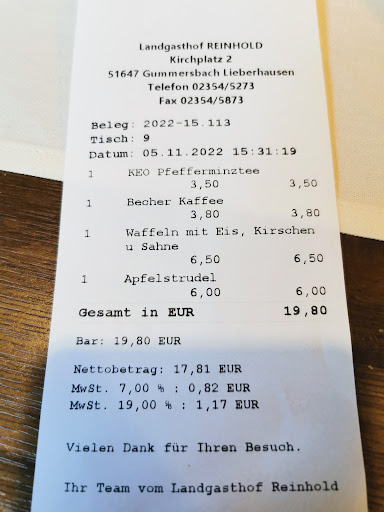 Landgasthof REINHOLD
Kirchplatz 2
51647 Gummersbach Lieberhausen
Telefon 02354/5273
Fax 02354/5873
Beleg: 2022-15.113
Tisch: 9
Datum: 05.11.2022 15:31:19
1 KEO Pfefferminztee
3,50 3,50
1 Becher Kaffee
3,80 3,80
1 Waffeln mit Eis, Kirschen
u Sahne
6,50 6,50
1 Apfelstrudel
6,00 6,00
Gesamt in EUR 19,80
Bar: 19,80 EUR
Nettobetrag: 17,81 EUR
MwSt. 7,00 % : 0,82 EUR
MwSt. 19,00 % : 1,17 EUR
Vielen Dank für Ihren Besuch.
Ihr Team vom Landgasthof Reinhold